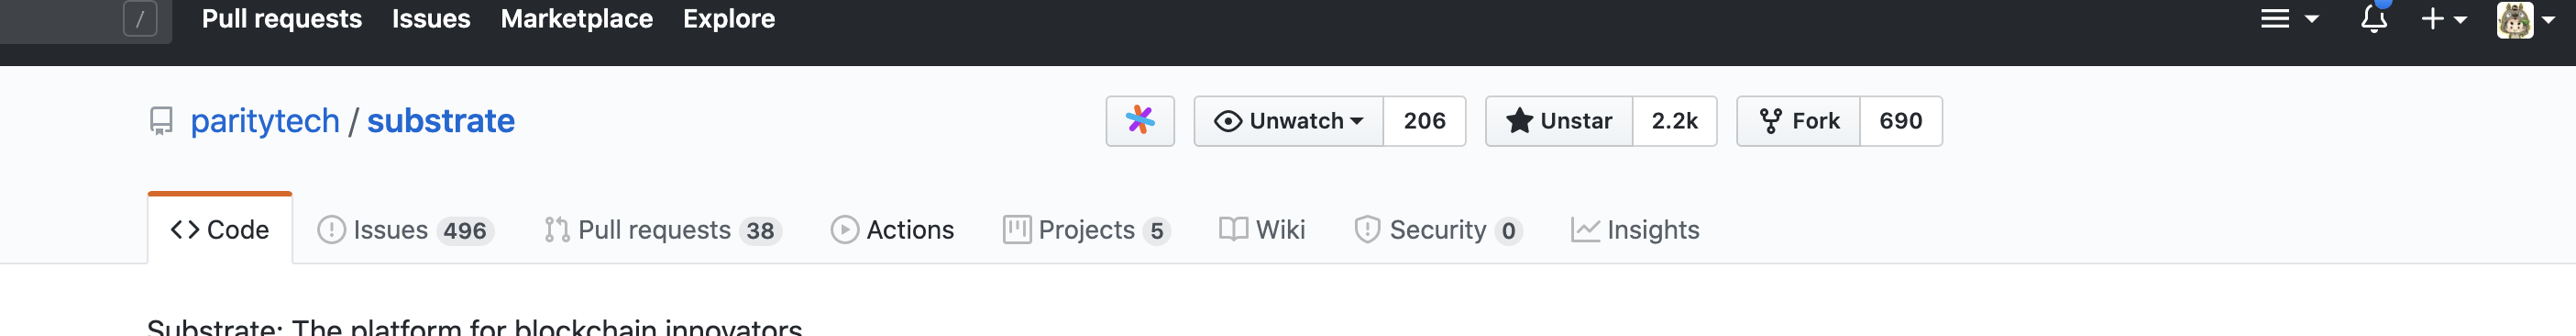 / Pull requests Issues Marketplace Explore
paritytech / substrate Unwatch 206 Unstar 2.2k Fork 690
Code Issues 496 Pull requests 38 Actions Projects 5 Wiki Security 0 Insights
Substrate: The platform for blockchain innovators